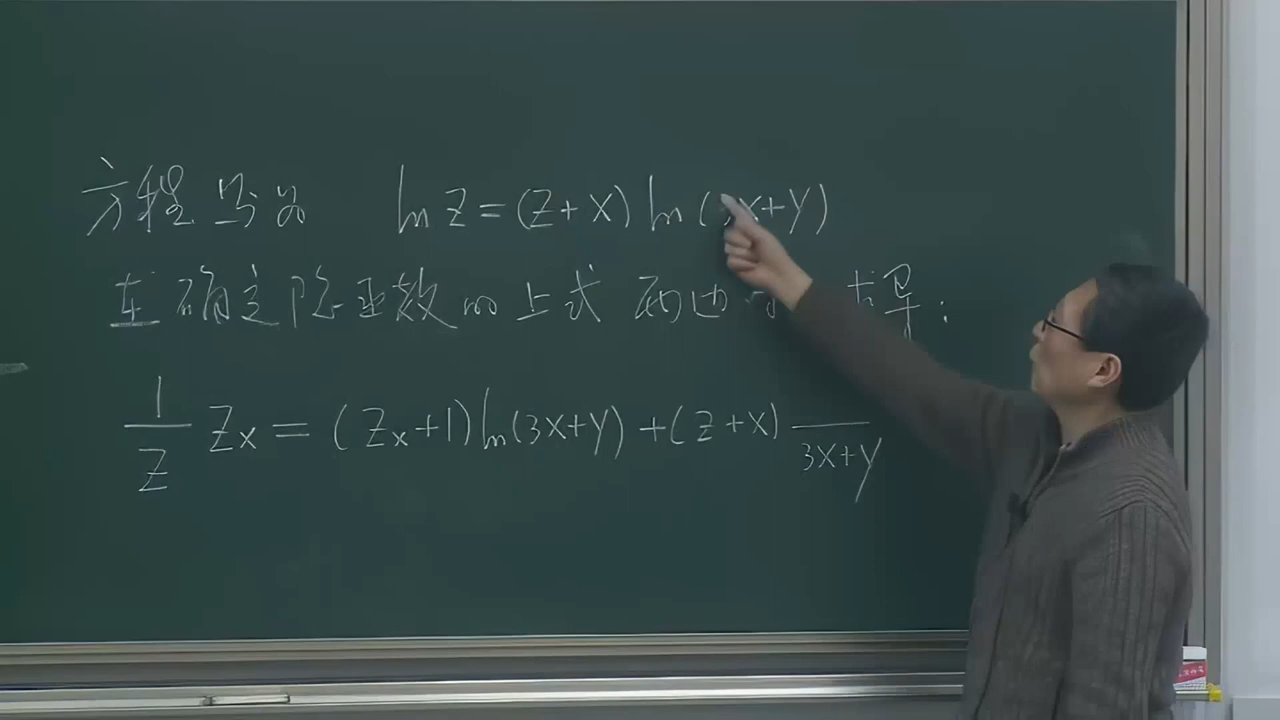 方程写为 ln z = (z+x) ln (3x+y)
在确定隐函数的上式两边对 求导:
1/z z_x = (z_x+1) ln(3x+y) + (z+x) /(3x+y)